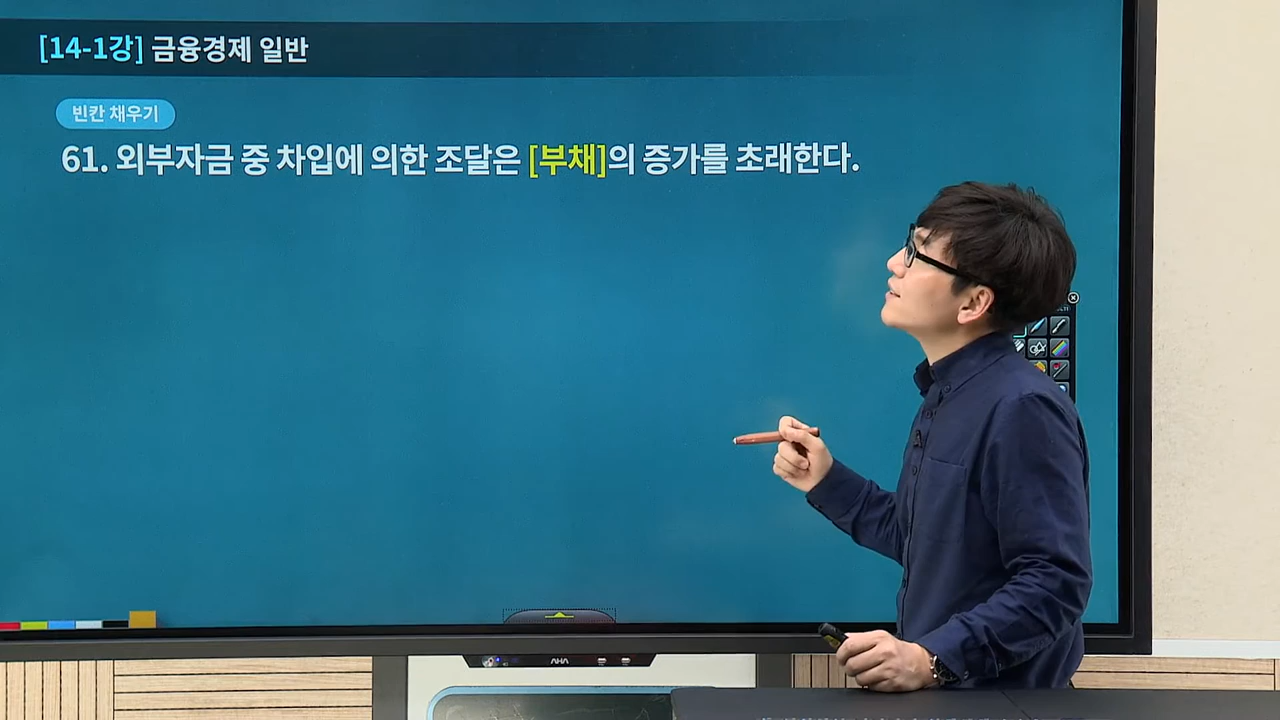 [14-1강] 금융경제 일반
빈칸 채우기
61. 외부자금 중 차입에 의한 조달은 [부채]의 증가를 초래한다.
AHA